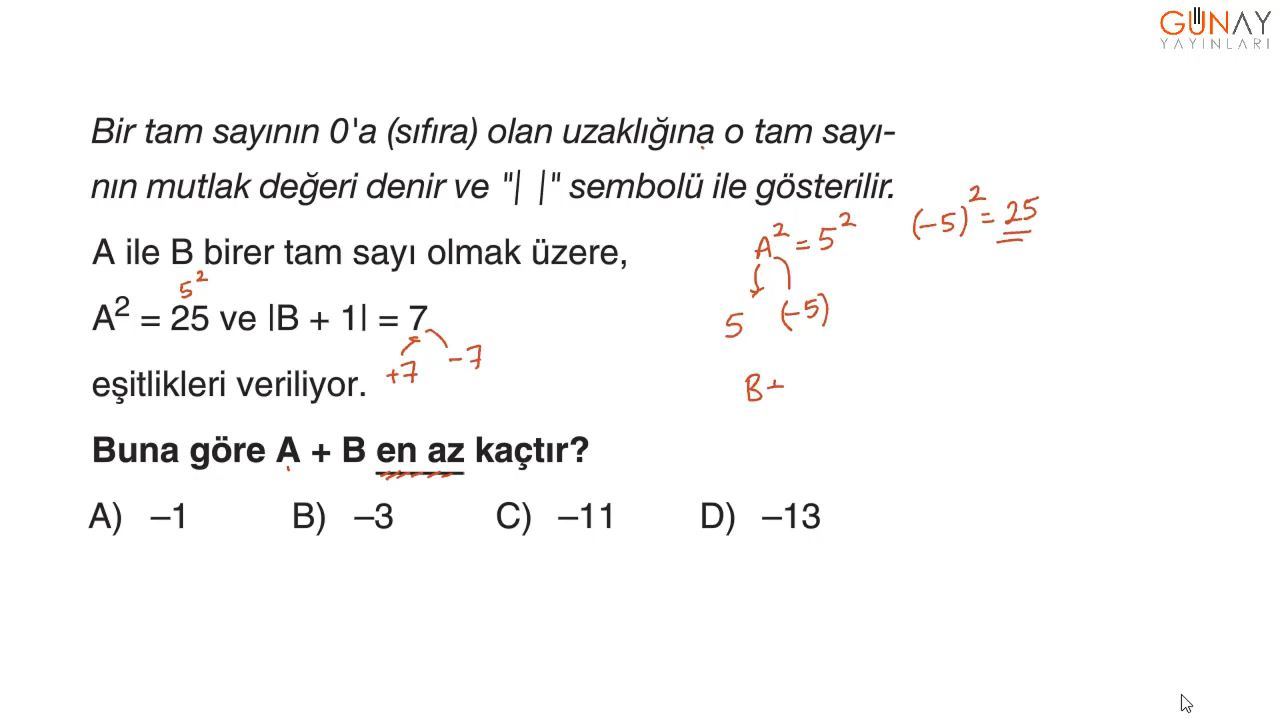 GÜNAY
YAYINLARI
Bir tam sayının 0'a (sıfıra) olan uzaklığına o tam sayı-
nın mutlak değeri denir ve "| |" sembolü ile gösterilir.
(-5)² = 25
A² = 5²
A ile B birer tam sayı olmak üzere,
5²
A² = 25 ve |B + 1| = 7
5 (-5)
+7 -7
eşitlikleri veriliyor.
B+
Buna göre A + B en az kaçtır?
A) –1 B) –3 C) –11 D) –13